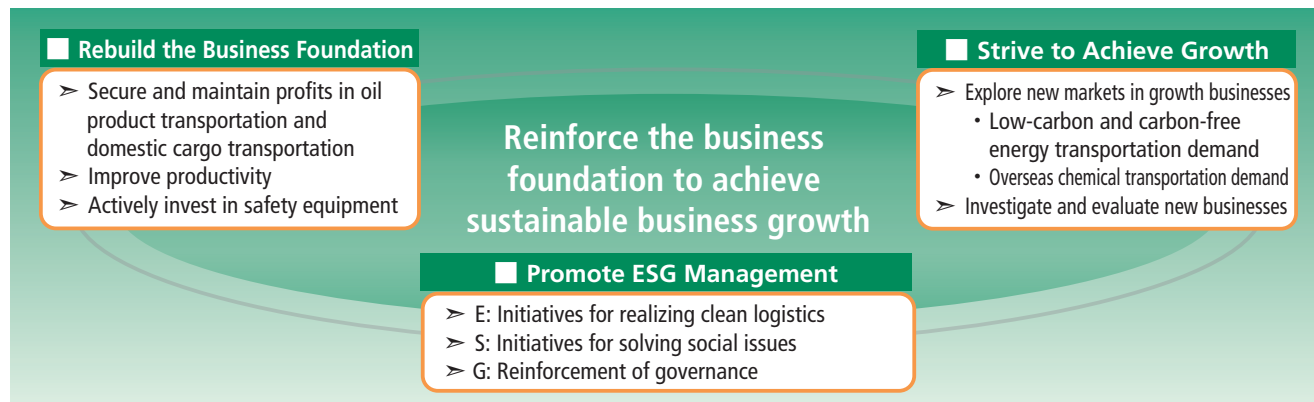 ■ Rebuild the Business Foundation
➣ Secure and maintain profits in oil
product transportation and
domestic cargo transportation
➣ Improve productivity
➣ Actively invest in safety equipment
Reinforce the business
foundation to achieve
sustainable business growth
■ Strive to Achieve Growth
➣ Explore new markets in growth businesses
・Low-carbon and carbon-free
energy transportation demand
・Overseas chemical transportation demand
➣ Investigate and evaluate new businesses
■ Promote ESG Management
➣ E: Initiatives for realizing clean logistics
➣ S: Initiatives for solving social issues
➣ G: Reinforcement of governance